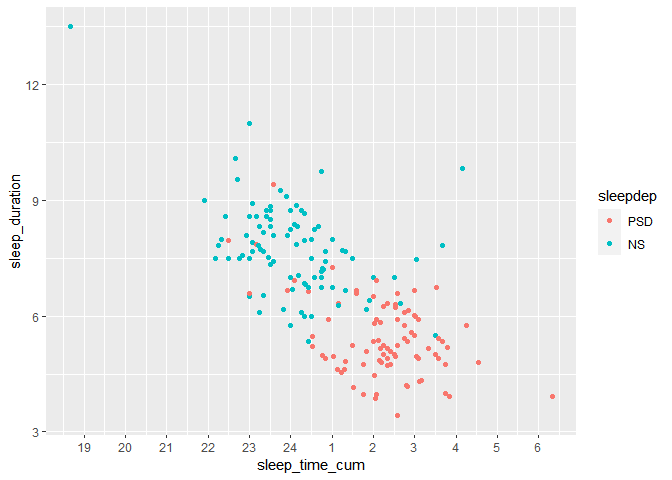 12
9
6
3
sleep_duration
19 20 21 22 23 24 1 2 3 4 5 6
sleep_time_cum
sleepdep
PSD
NS